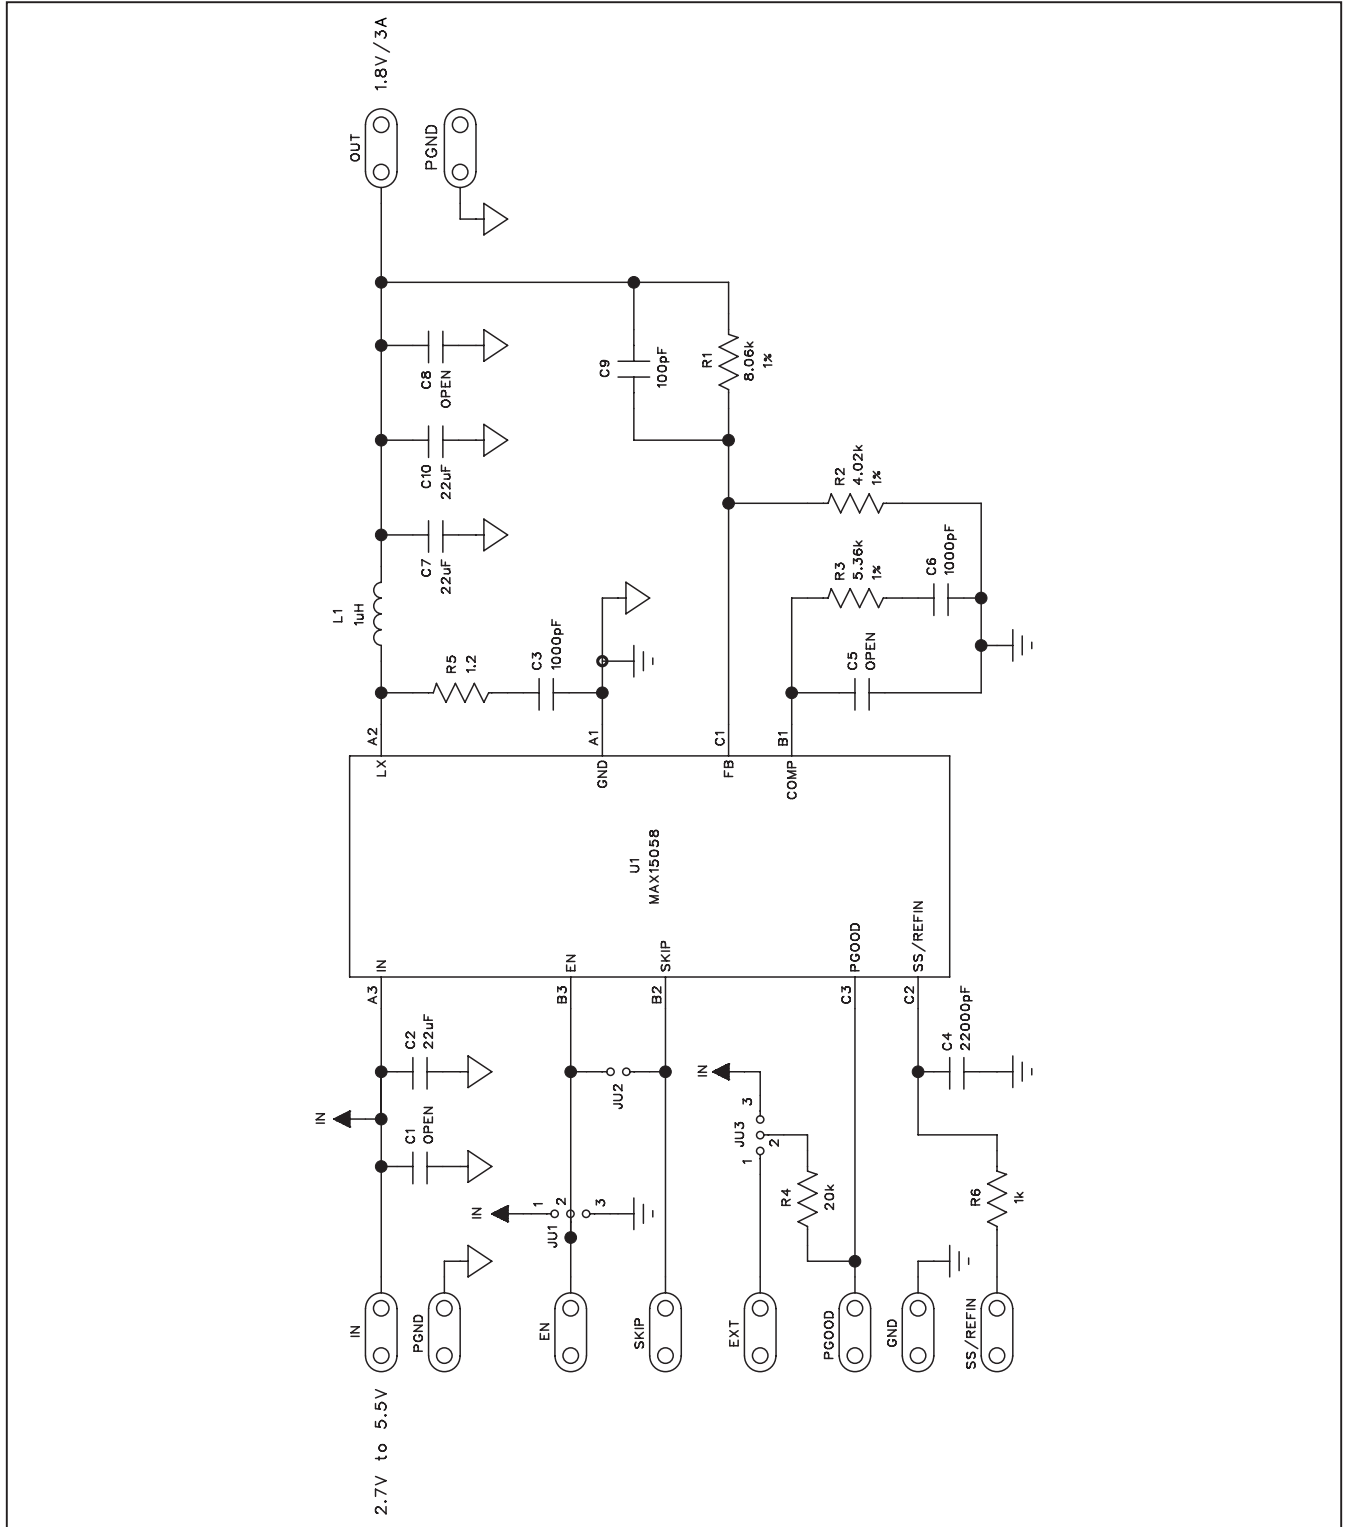 2.7V to 5.5V
IN
PGND
EN
SKIP
EXT
PGOOD
GND
SS/REFIN
IN
C1
OPEN
C2
22uF
A3
IN
JU1
1
2
3
IN
JU2
B3
EN
B2
SKIP
JU3
1
2
3
IN
R4
20k
C3
PGOOD
R6
1k
C4
22000pF
C2
SS/REFIN
U1
MAX15058
LX
A2
GND
A1
FB
C1
COMP
B1
R5
1.2
C3
1000pF
L1
1uH
C7
22uF
C10
22uF
C8
OPEN
C9
100pF
R1
8.06k
1%
R2
4.02k
1%
R3
5.36k
1%
C6
1000pF
C5
OPEN
OUT
1.8V/3A
PGND